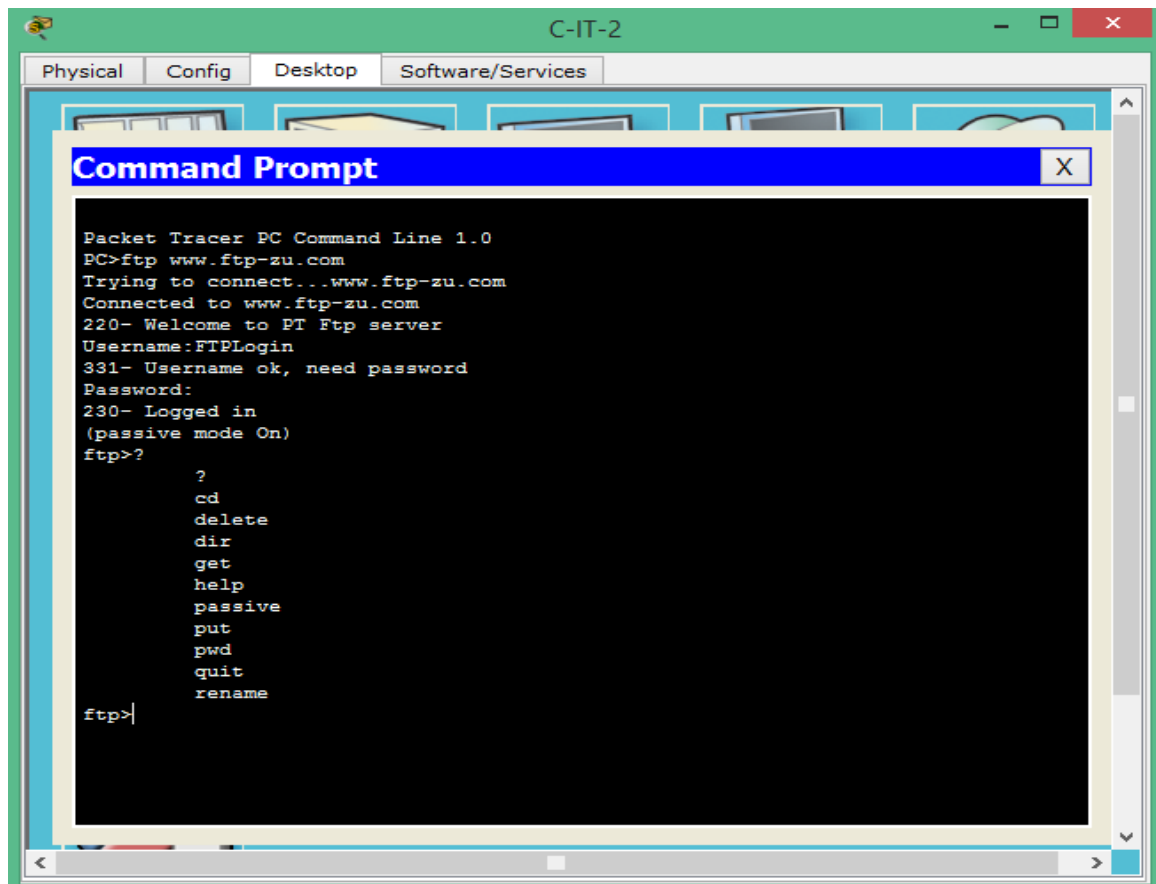 C-IT-2
Physical Config Desktop Software/Services
Command Prompt X
Packet Tracer PC Command Line 1.0
PC>ftp www.ftp-zu.com
Trying to connect...www.ftp-zu.com
Connected to www.ftp-zu.com
220- Welcome to PT Ftp server
Username:FTPLogin
331- Username ok, need password
Password:
230- Logged in
(passive mode On)
ftp>?
?
cd
delete
dir
get
help
passive
put
pwd
quit
rename
ftp>